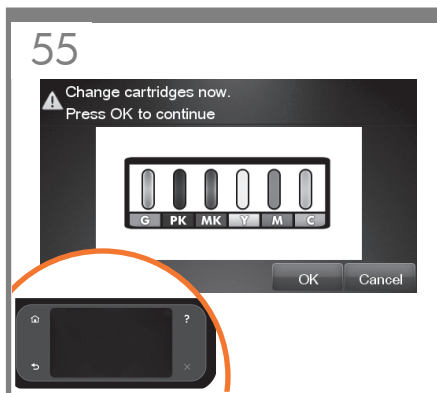 55
Change cartridges now.
Press OK to continue
G PK MK Y M C
OK Cancel
?